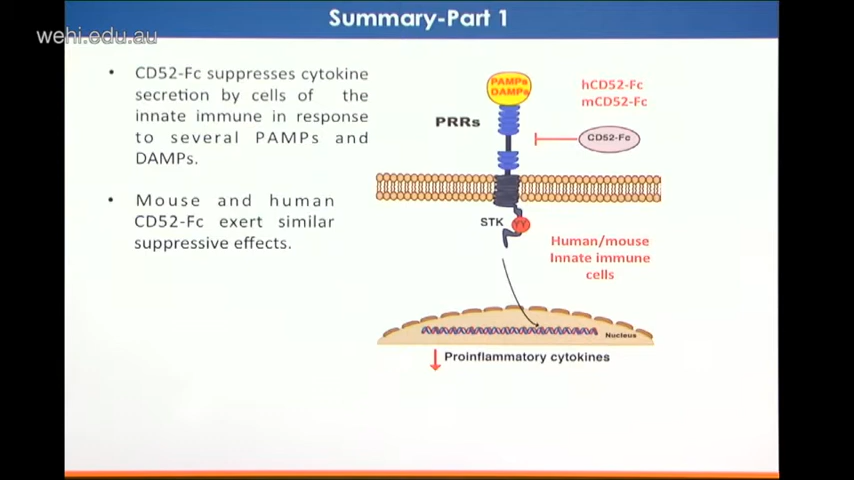 Summary-Part 1
wehi.edu.au
• CD52-Fc suppresses cytokine
secretion by cells of the
innate immune in response
to several PAMPs and
DAMPs.
• Mouse and human
CD52-Fc exert similar
suppressive effects.
PAMPs
DAMPs
hCD52-Fc
mCD52-Fc
PRRs
CD52-Fc
STK
YY
Human/mouse
Innate immune
cells
Nucleus
Proinflammatory cytokines